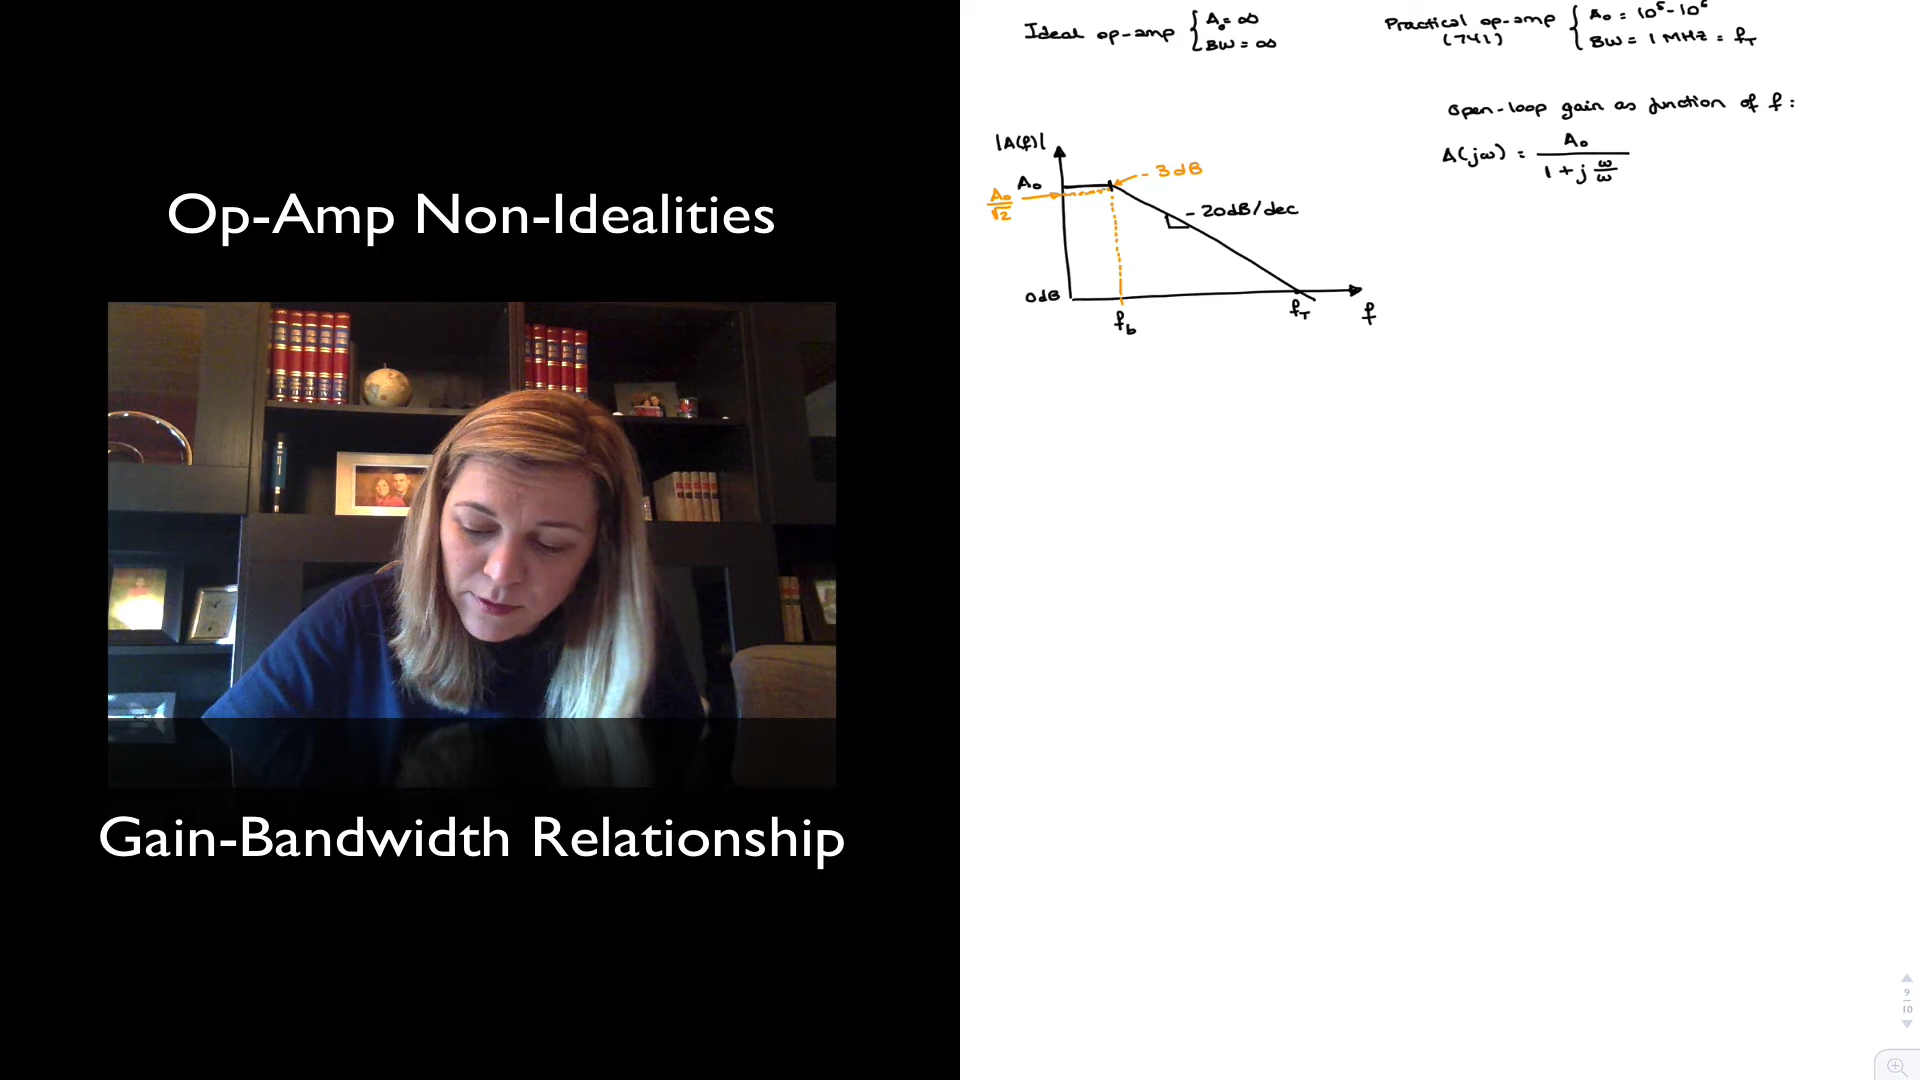 Op-Amp Non-Idealities
Gain-Bandwidth Relationship
Ideal op-amp { A₀ = ∞
BW = ∞
Practical op-amp { A₀ = 10⁵ - 10⁶
(741) BW = 1 MHz = f_T
Open-loop gain as function of f :
A(jω) = A₀ / (1 + j ω/ω)
|A(f)|
A₀
A₀/√2
- 3dB
- 20dB/dec
0dB
f_b
f_T
f
9
10